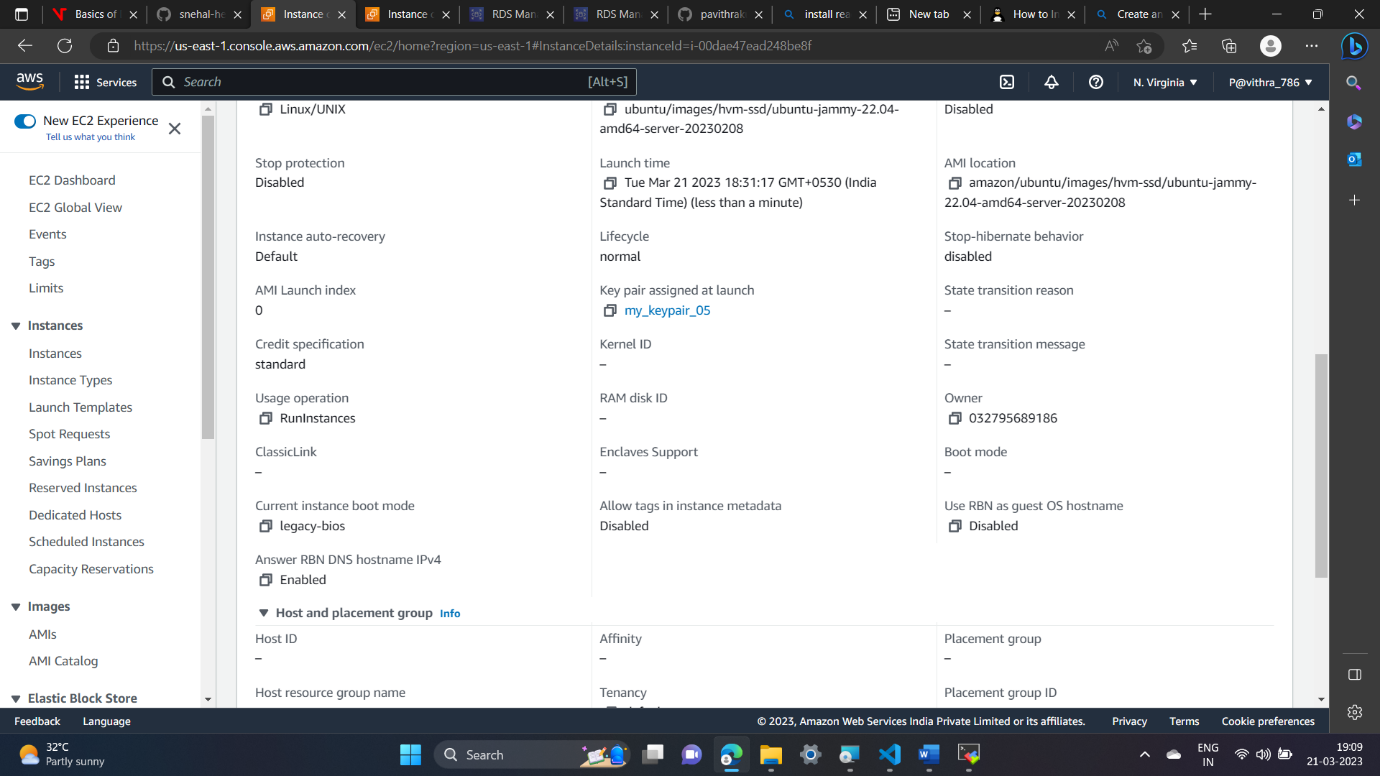 Basics of
snehal-he
Instance
Instance
RDS Man
RDS Man
pavithra
install rea
New tab
How to In
Create an
https://us-east-1.console.aws.amazon.com/ec2/home?region=us-east-1#InstanceDetails:instanceId=i-00dae47ead248be8f
aws
Services
Search
[Alt+S]
N. Virginia
P@vithra_786
New EC2 Experience
Tell us what you think
EC2 Dashboard
EC2 Global View
Events
Tags
Limits
Instances
Instances
Instance Types
Launch Templates
Spot Requests
Savings Plans
Reserved Instances
Dedicated Hosts
Scheduled Instances
Capacity Reservations
Images
AMIs
AMI Catalog
Elastic Block Store
Linux/UNIX
ubuntu/images/hvm-ssd/ubuntu-jammy-22.04-
amd64-server-20230208
Disabled
Stop protection
Disabled
Launch time
Tue Mar 21 2023 18:31:17 GMT+0530 (India
Standard Time) (less than a minute)
AMI location
amazon/ubuntu/images/hvm-ssd/ubuntu-jammy-
22.04-amd64-server-20230208
Instance auto-recovery
Default
Lifecycle
normal
Stop-hibernate behavior
disabled
AMI Launch index
0
Key pair assigned at launch
my_keypair_05
State transition reason
–
Credit specification
standard
Kernel ID
–
State transition message
–
Usage operation
RunInstances
RAM disk ID
–
Owner
032795689186
ClassicLink
–
Enclaves Support
–
Boot mode
–
Current instance boot mode
legacy-bios
Allow tags in instance metadata
Disabled
Use RBN as guest OS hostname
Disabled
Answer RBN DNS hostname IPv4
Enabled
Host and placement group Info
Host ID
–
Affinity
–
Placement group
–
Host resource group name
Tenancy
Placement group ID
Feedback
Language
© 2023, Amazon Web Services India Private Limited or its affiliates.
Privacy
Terms
Cookie preferences
32°C
Partly sunny
Search
ENG
IN
19:09
21-03-2023